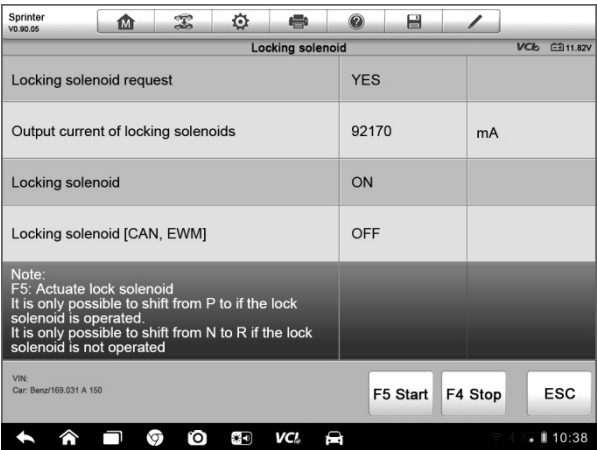 Sprinter
V0.90.05
Locking solenoid
VCI
11.82V
Locking solenoid request YES
Output current of locking solenoids 92170 mA
Locking solenoid ON
Locking solenoid [CAN, EWM] OFF
Note:
F5: Actuate lock solenoid
It is only possible to shift from P to if the lock
solenoid is operated.
It is only possible to shift from N to R if the lock
solenoid is not operated
VIN:
Car: Benz/169.031 A 150
F5 Start F4 Stop ESC
VCI 10:38